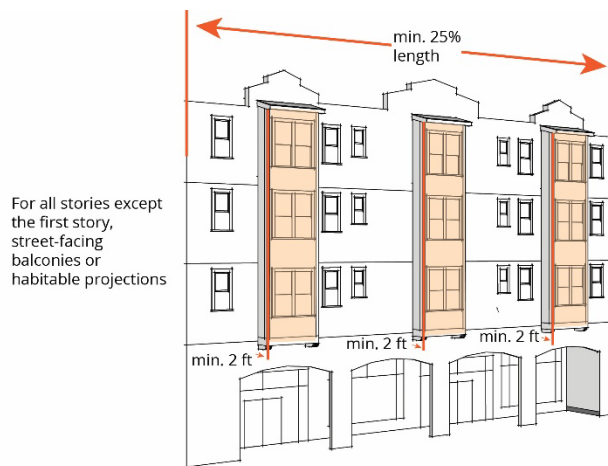 min. 25%
length
For all stories except
the first story,
street-facing
balconies or
habitable projections
min. 2 ft
min. 2 ft
min. 2 ft